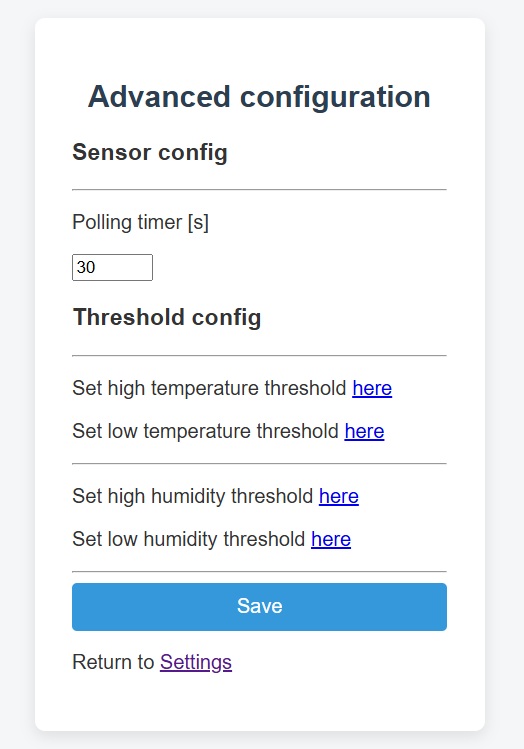 Advanced configuration
Sensor config
Polling timer [s]
30
Threshold config
Set high temperature threshold here
Set low temperature threshold here
Set high humidity threshold here
Set low humidity threshold here
Save
Return to Settings